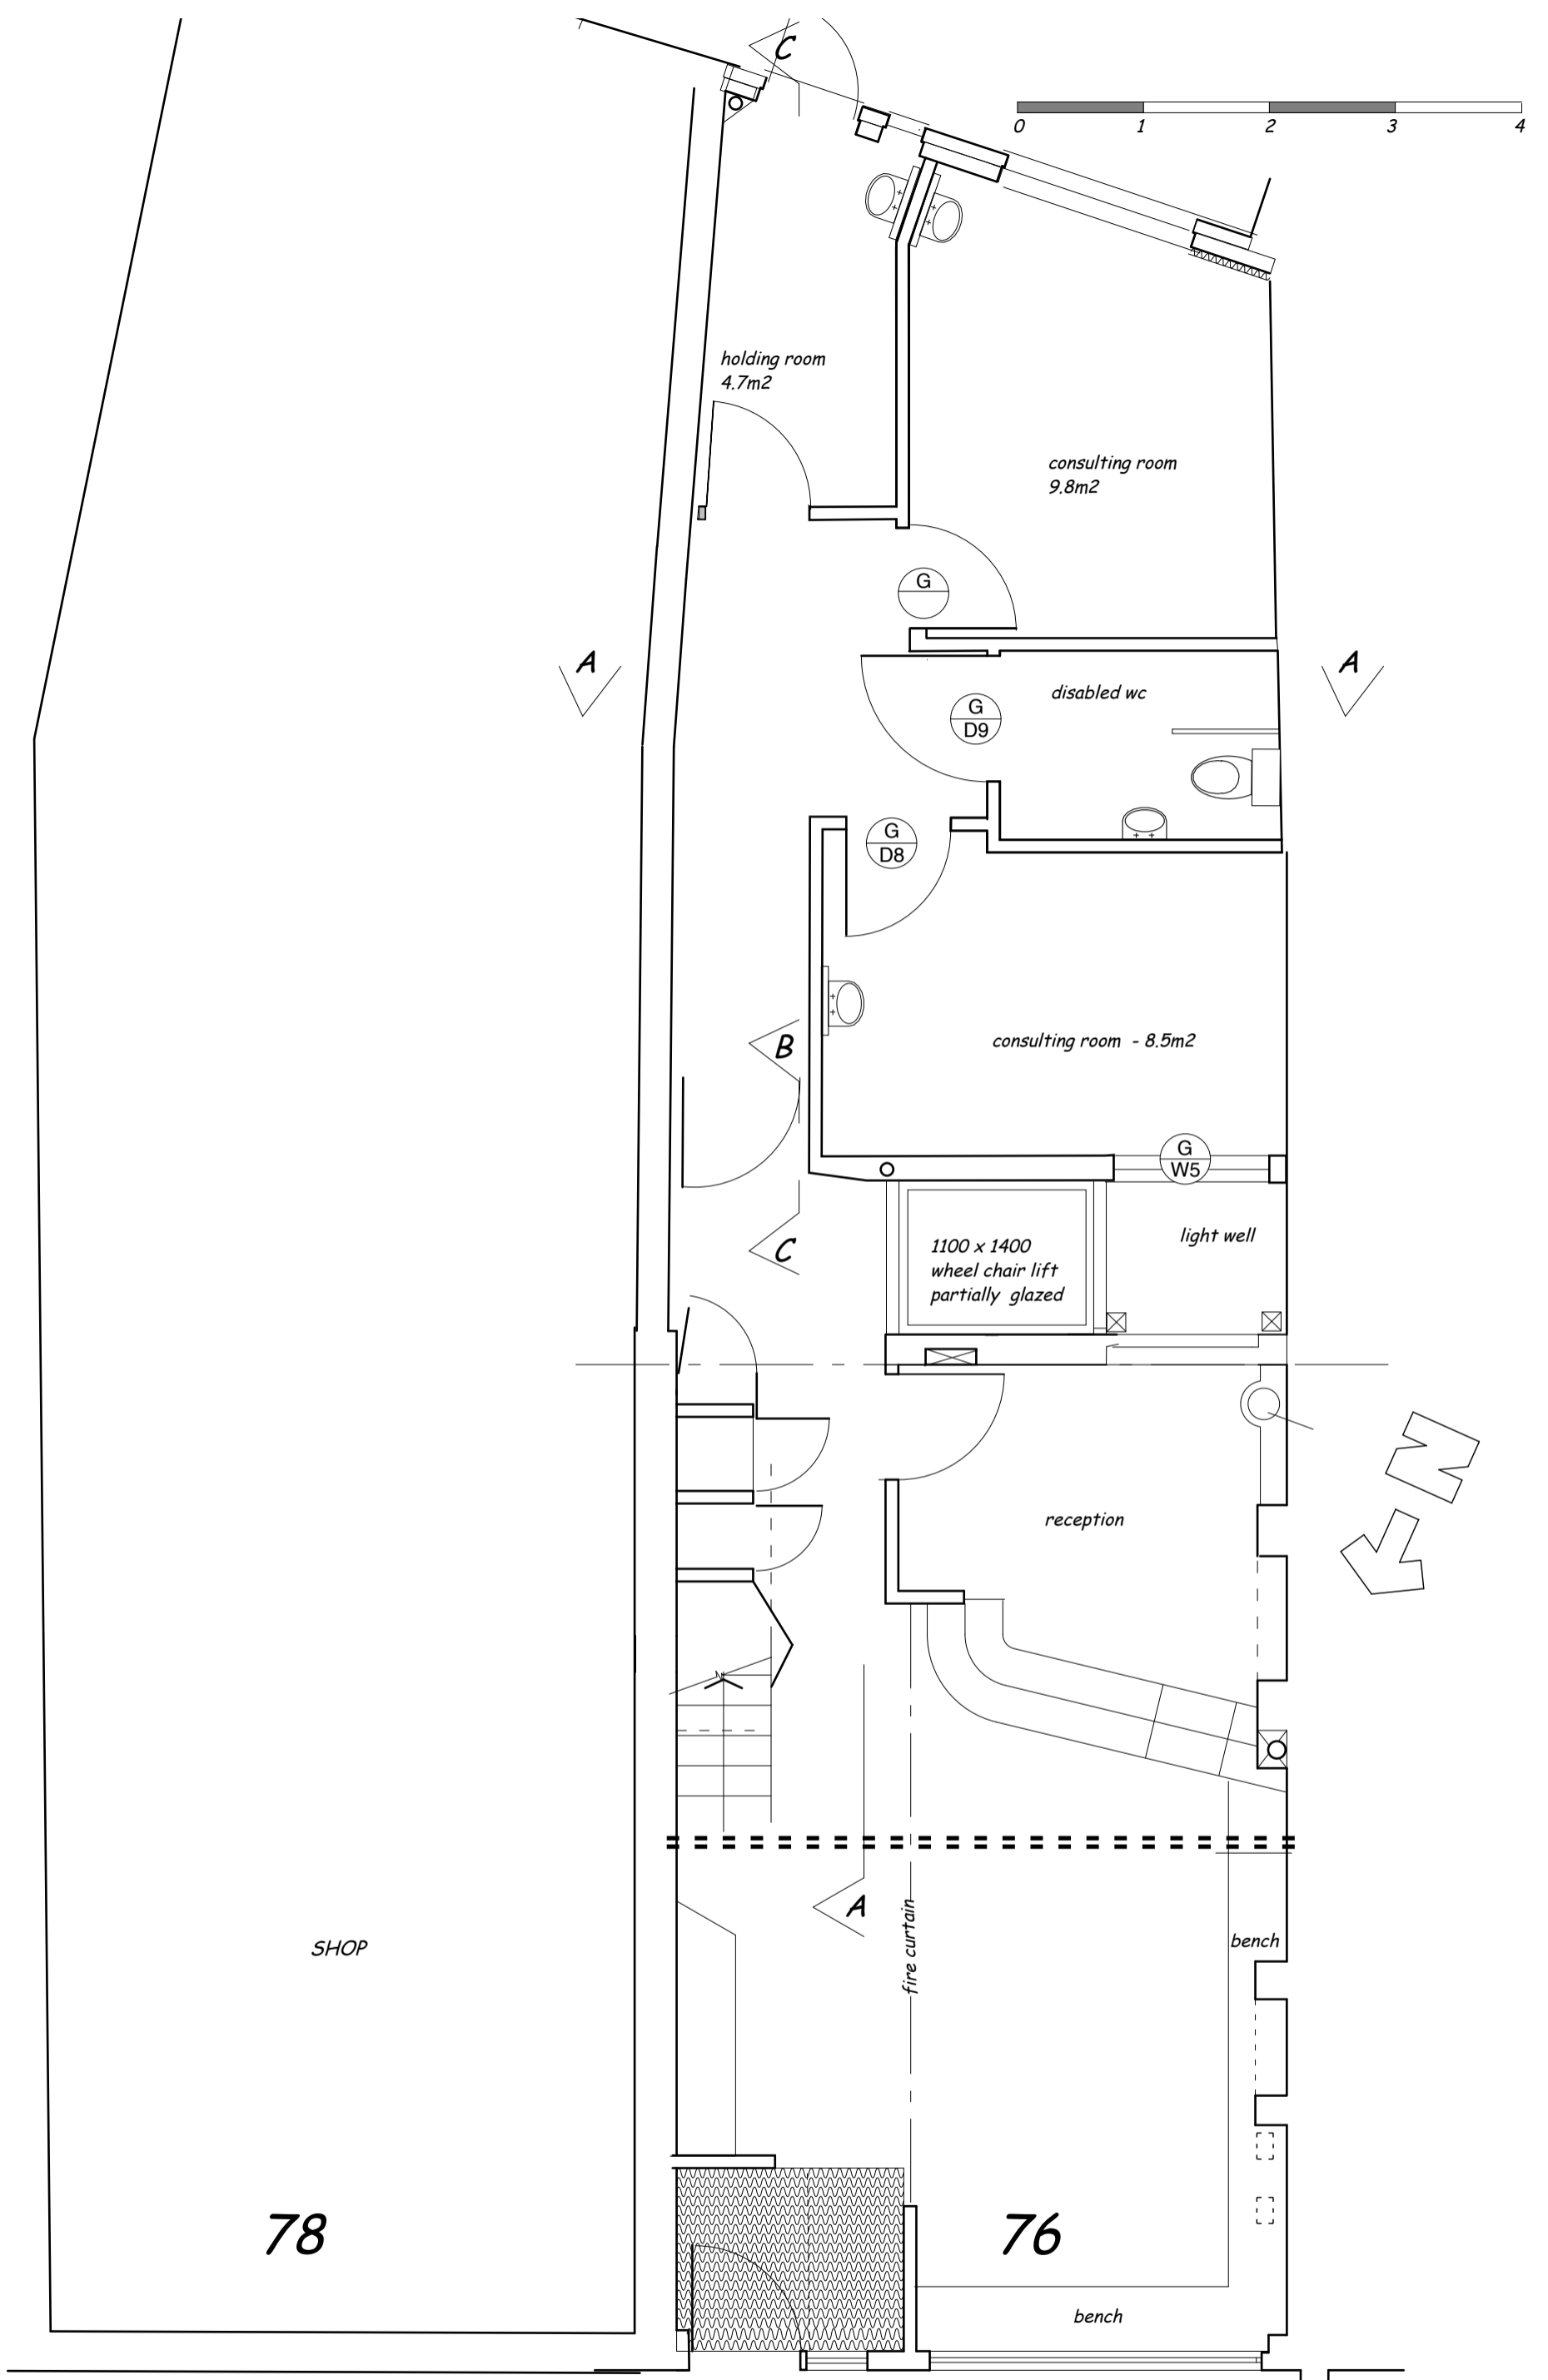 C
0 1 2 3 4
holding room
4.7m2
consulting room
9.8m2
G
A
A
disabled wc
G
D9
G
D8
B
consulting room - 8.5m2
G
W5
C
light well
1100 x 1400
wheel chair lift
partially glazed
N
reception
A
fire curtain
bench
SHOP
78
76
bench